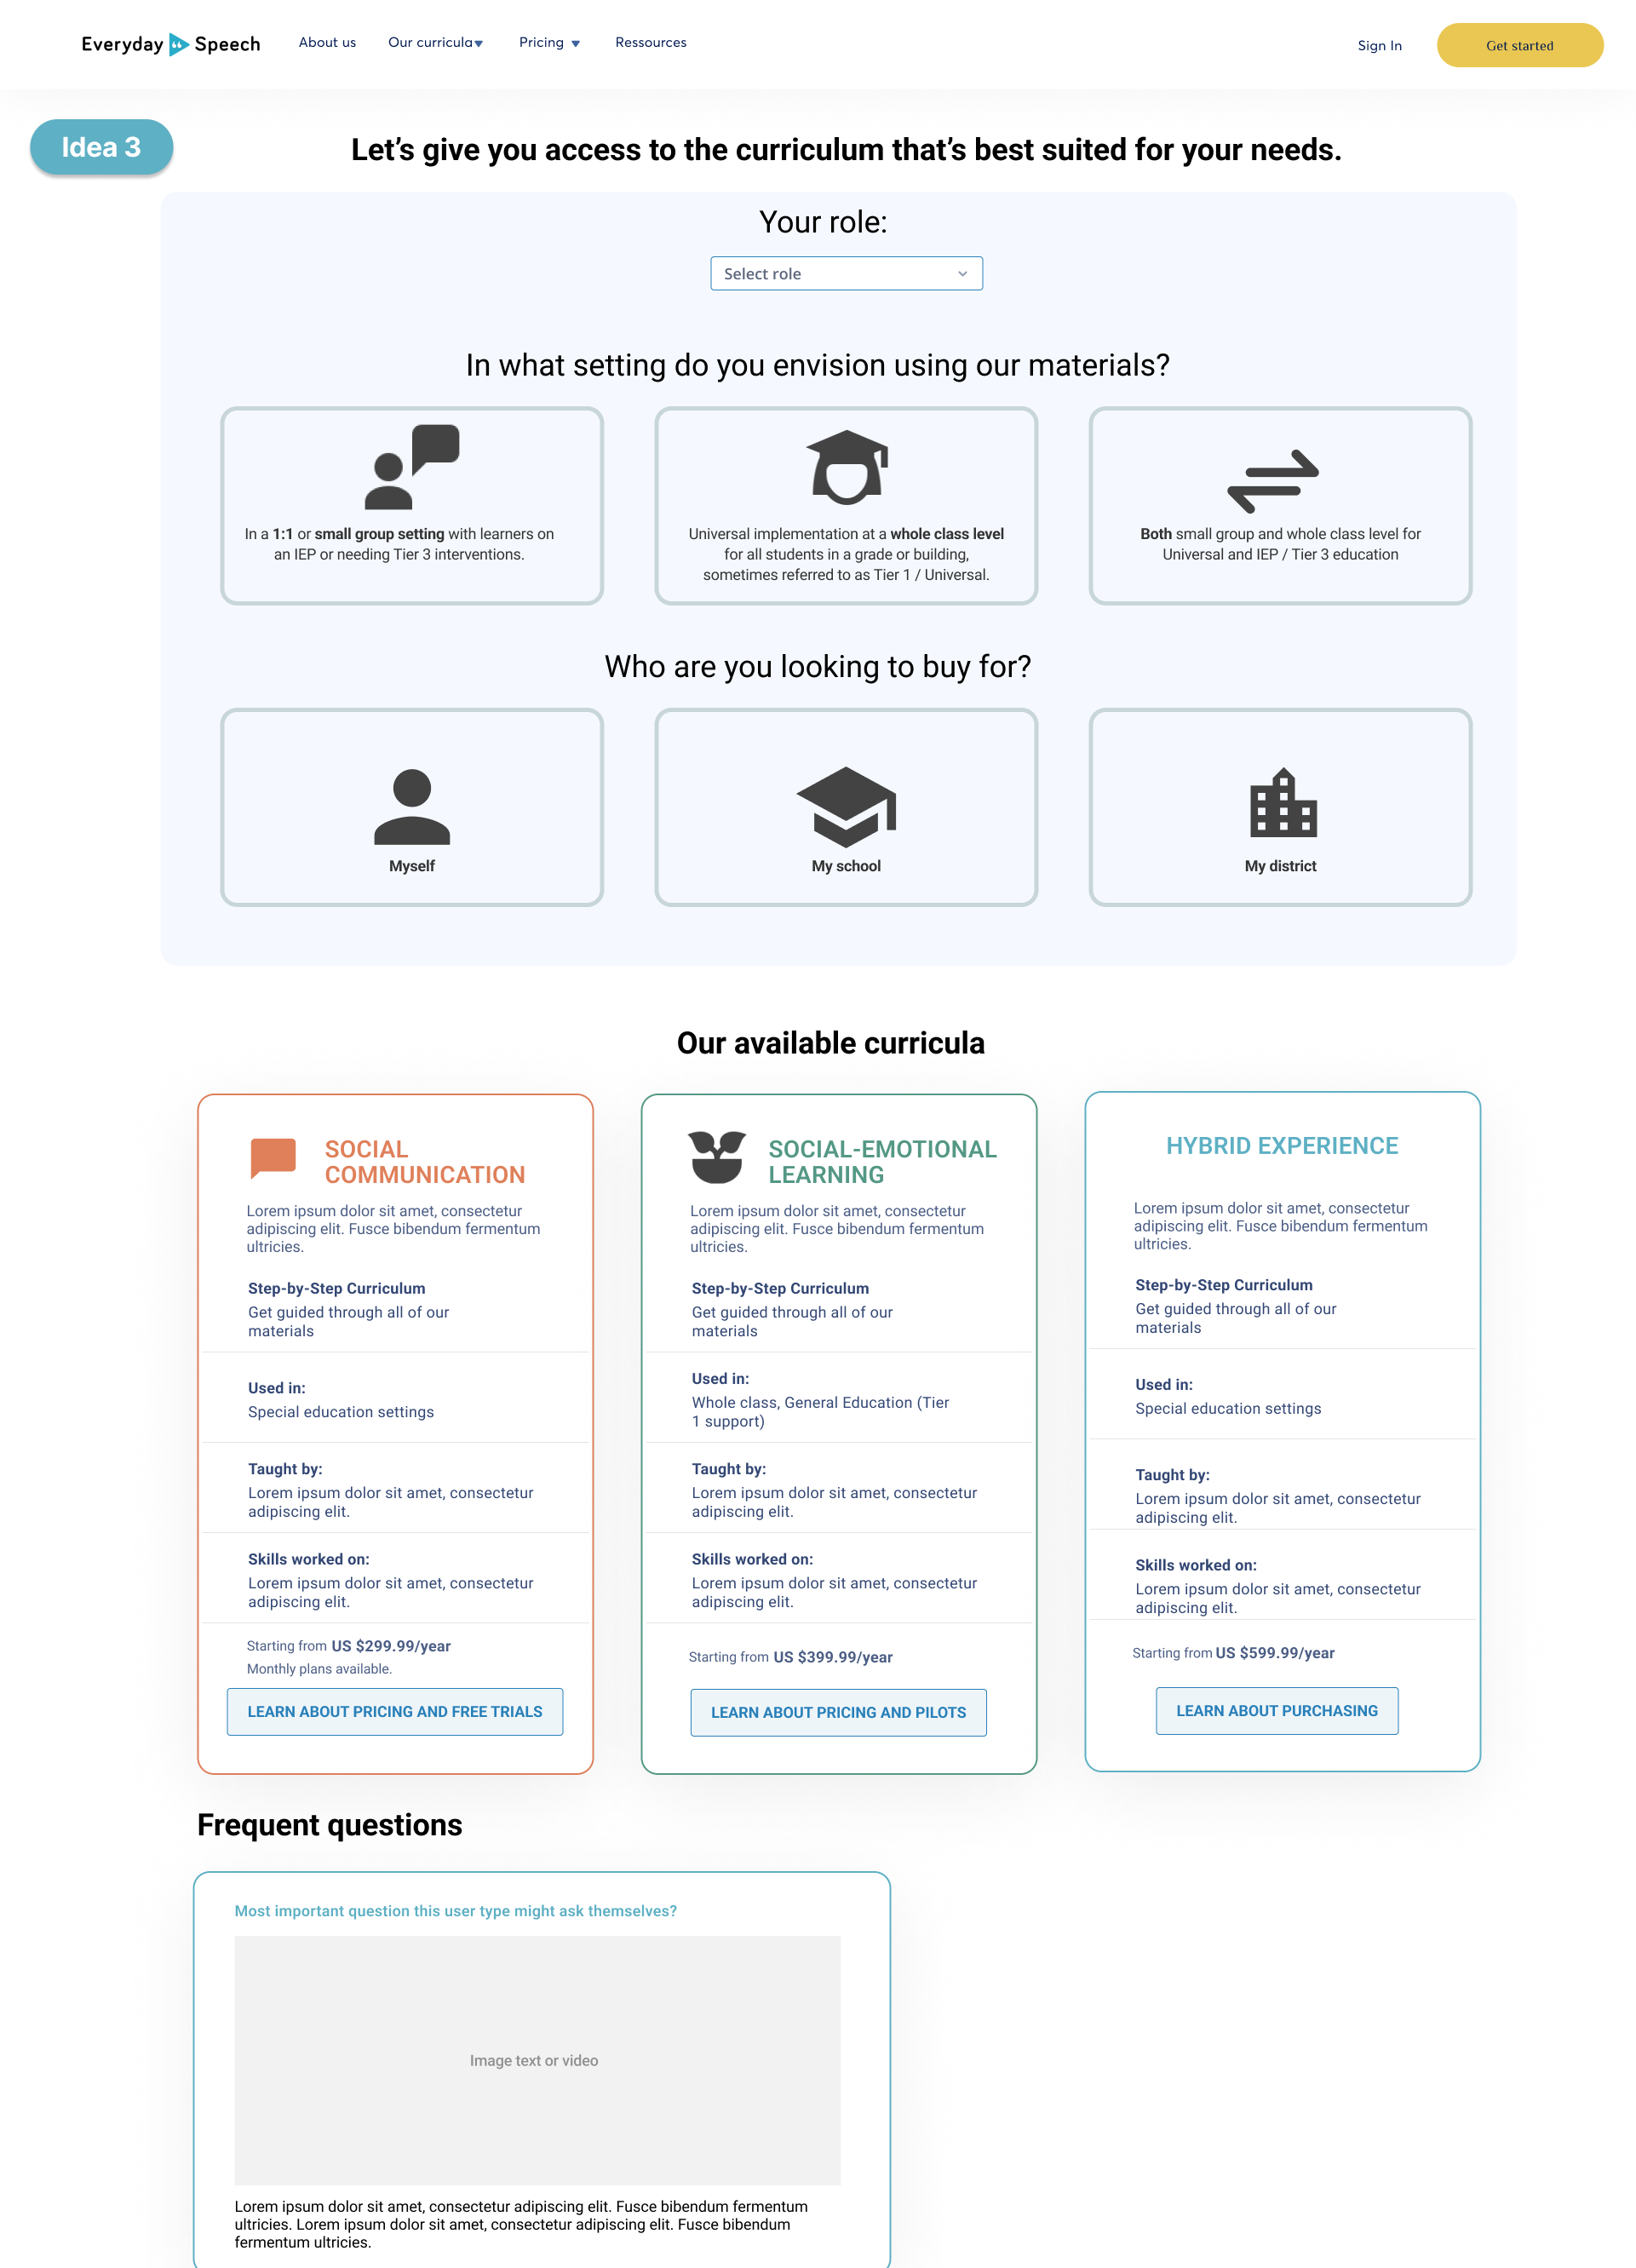 Everyday Speech
About us
Our curricula
Pricing
Ressources
Sign In
Get started
Idea 3
Let’s give you access to the curriculum that’s best suited for your needs.
Your role:
Select role
In what setting do you envision using our materials?
In a 1:1 or small group setting with learners on
an IEP or needing Tier 3 interventions.
Universal implementation at a whole class level
for all students in a grade or building,
sometimes referred to as Tier 1 / Universal.
Both small group and whole class level for
Universal and IEP / Tier 3 education
Who are you looking to buy for?
Myself
My school
My district
Our available curricula
SOCIAL
COMMUNICATION
Lorem ipsum dolor sit amet, consectetur
adipiscing elit. Fusce bibendum fermentum
ultricies.
Step-by-Step Curriculum
Get guided through all of our
materials
Used in:
Special education settings
Taught by:
Lorem ipsum dolor sit amet, consectetur
adipiscing elit.
Skills worked on:
Lorem ipsum dolor sit amet, consectetur
adipiscing elit.
Starting from US $299.99/year
Monthly plans available.
LEARN ABOUT PRICING AND FREE TRIALS
SOCIAL-EMOTIONAL
LEARNING
Lorem ipsum dolor sit amet, consectetur
adipiscing elit. Fusce bibendum fermentum
ultricies.
Step-by-Step Curriculum
Get guided through all of our
materials
Used in:
Whole class, General Education (Tier
1 support)
Taught by:
Lorem ipsum dolor sit amet, consectetur
adipiscing elit.
Skills worked on:
Lorem ipsum dolor sit amet, consectetur
adipiscing elit.
Starting from US $399.99/year
LEARN ABOUT PRICING AND PILOTS
HYBRID EXPERIENCE
Lorem ipsum dolor sit amet, consectetur
adipiscing elit. Fusce bibendum fermentum
ultricies.
Step-by-Step Curriculum
Get guided through all of our
materials
Used in:
Special education settings
Taught by:
Lorem ipsum dolor sit amet, consectetur
adipiscing elit.
Skills worked on:
Lorem ipsum dolor sit amet, consectetur
adipiscing elit.
Starting from US $599.99/year
LEARN ABOUT PURCHASING
Frequent questions
Most important question this user type might ask themselves?
Image text or video
Lorem ipsum dolor sit amet, consectetur adipiscing elit. Fusce bibendum fermentum
ultricies. Lorem ipsum dolor sit amet, consectetur adipiscing elit. Fusce bibendum
fermentum ultricies.